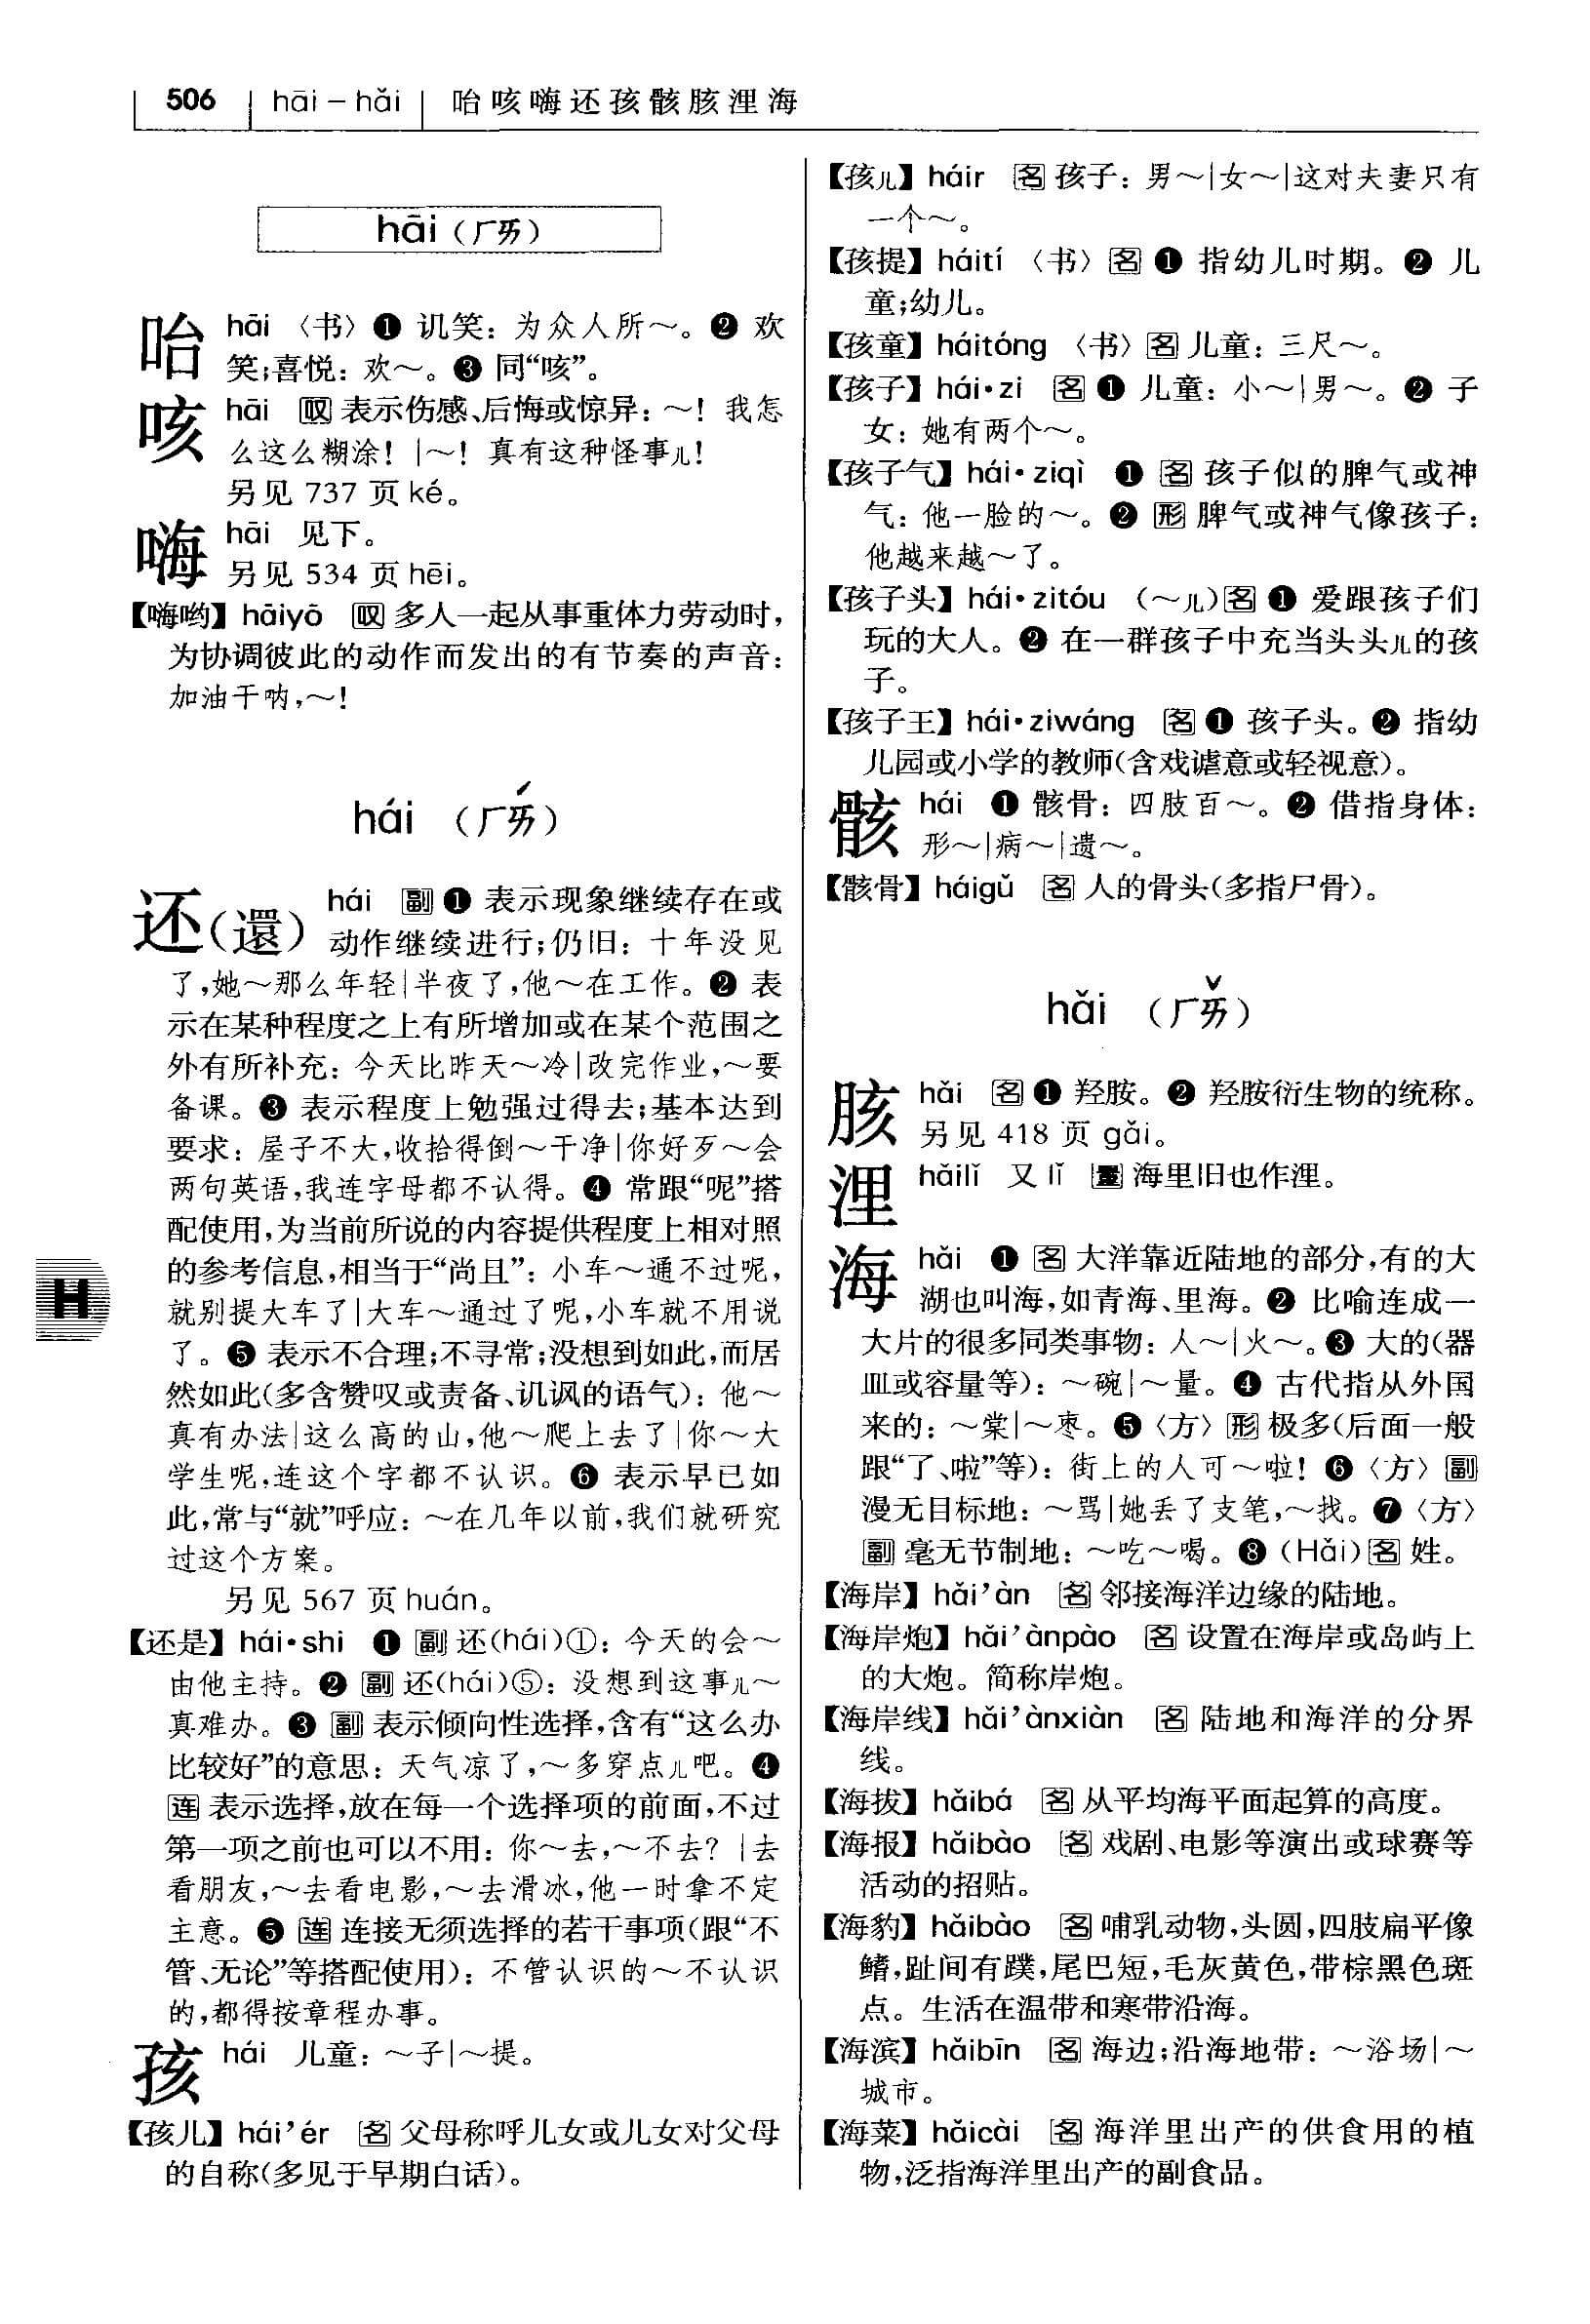 506 hāi－hǎi 咍咳嗨还孩骸胲浬海
hāi（ㄏㄞ）
咍 hāi 〈书〉❶ 讥笑：为众人所～。❷ 欢
笑；喜悦：欢～。❸ 同“咳”。
咳 hāi 叹 表示伤感、后悔或惊异：～！我怎
么这么糊涂！|～！真有这种怪事儿！
另见 737 页 ké。
嗨 hāi 见下。
另见 534 页 hēi。
【嗨哟】hāiyō 叹 多人一起从事重体力劳动时，
为协调彼此的动作而发出的有节奏的声音：
加油干呐，～！
hái （ㄏㄞˊ）
还（還） hái 副 ❶ 表示现象继续存在或
动作继续进行；仍旧：十年没见
了，她～那么年轻|半夜了，他～在工作。❷ 表
示在某种程度之上有所增加或在某个范围之
外有所补充：今天比昨天～冷|改完作业，～要
备课。❸ 表示程度上勉强过得去；基本达到
要求：屋子不大，收拾得倒～干净|你好歹～会
两句英语，我连字母都不认得。❹ 常跟“呢”搭
配使用，为当前所说的内容提供程度上相对照
的参考信息，相当于“尚且”：小车～通不过呢，
就别提大车了|大车～通过了呢，小车就不用说
了。❺ 表示不合理；不寻常；没想到如此，而居
然如此（多含赞叹或责备、讥讽的语气）：他～
真有办法|这么高的山，他～爬上去了|你～大
学生呢，连这个字都不认识。❻ 表示早已如
此，常与“就”呼应：～在几年以前，我们就研究
过这个方案。
另见 567 页 huán。
【还是】hái·shi ❶ 副 还（hái）①：今天的会～
由他主持。❷ 副 还（hái）⑤：没想到这事儿～
真难办。❸ 副 表示倾向性选择，含有“这么办
比较好”的意思：天气凉了，～多穿点儿吧。❹
连 表示选择，放在每一个选择项的前面，不过
第一项之前也可以不用：你～去，～不去？|去
看朋友，～去看电影，～去滑冰，他一时拿不定
主意。❺ 连 连接无须选择的若干事项（跟“不
管、无论”等搭配使用）：不管认识的～不认识
的，都得按章程办事。
孩 hái 儿童：～子|～提。
【孩儿】hái’ér 名 父母称呼儿女或儿女对父母
的自称（多见于早期白话）。
H
【孩儿】háir 名 孩子：男～|女～|这对夫妻只有
一个～。
【孩提】háití 〈书〉名 ❶ 指幼儿时期。❷ 儿
童；幼儿。
【孩童】háitóng 〈书〉名 儿童：三尺～。
【孩子】hái·zi 名 ❶ 儿童：小～|男～。❷ 子
女：她有两个～。
【孩子气】hái·ziqì ❶ 名 孩子似的脾气或神
气：他一脸的～。❷ 形 脾气或神气像孩子：
他越来越～了。
【孩子头】hái·zitóu （～儿）名 ❶ 爱跟孩子们
玩的大人。❷ 在一群孩子中充当头头儿的孩
子。
【孩子王】hái·ziwáng 名 ❶ 孩子头。❷ 指幼
儿园或小学的教师（含戏谑意或轻视意）。
骸 hái ❶ 骸骨：四肢百～。❷ 借指身体：
形～|病～|遗～。
【骸骨】háigǔ 名 人的骨头（多指尸骨）。
hǎi （ㄏㄞˇ）
胲 hǎi 名 ❶ 羟胺。❷ 羟胺衍生物的统称。
另见 418 页 gǎi。
浬 hǎilǐ 又 lǐ 量 海里旧也作浬。
海 hǎi ❶ 名 大洋靠近陆地的部分，有的大
湖也叫海，如青海、里海。❷ 比喻连成一
大片的很多同类事物：人～|火～。❸ 大的（器
皿或容量等）：～碗|～量。❹ 古代指从外国
来的：～棠|～枣。❺〈方〉形 极多（后面一般
跟“了、啦”等）：街上的人可～啦！❻〈方〉副
漫无目标地：～骂|她丢了支笔，～找。❼〈方〉
副 毫无节制地：～吃～喝。❽（Hǎi）名 姓。
【海岸】hǎi’àn 名 邻接海洋边缘的陆地。
【海岸炮】hǎi’ànpào 名 设置在海岸或岛屿上
的大炮。简称岸炮。
【海岸线】hǎi’ànxiàn 名 陆地和海洋的分界
线。
【海拔】hǎibá 名 从平均海平面起算的高度。
【海报】hǎibào 名 戏剧、电影等演出或球赛等
活动的招贴。
【海豹】hǎibào 名 哺乳动物，头圆，四肢扁平像
鳍，趾间有蹼，尾巴短，毛灰黄色，带棕黑色斑
点。生活在温带和寒带沿海。
【海滨】hǎibīn 名 海边；沿海地带：～浴场|～
城市。
【海菜】hǎicài 名 海洋里出产的供食用的植
物，泛指海洋里出产的副食品。